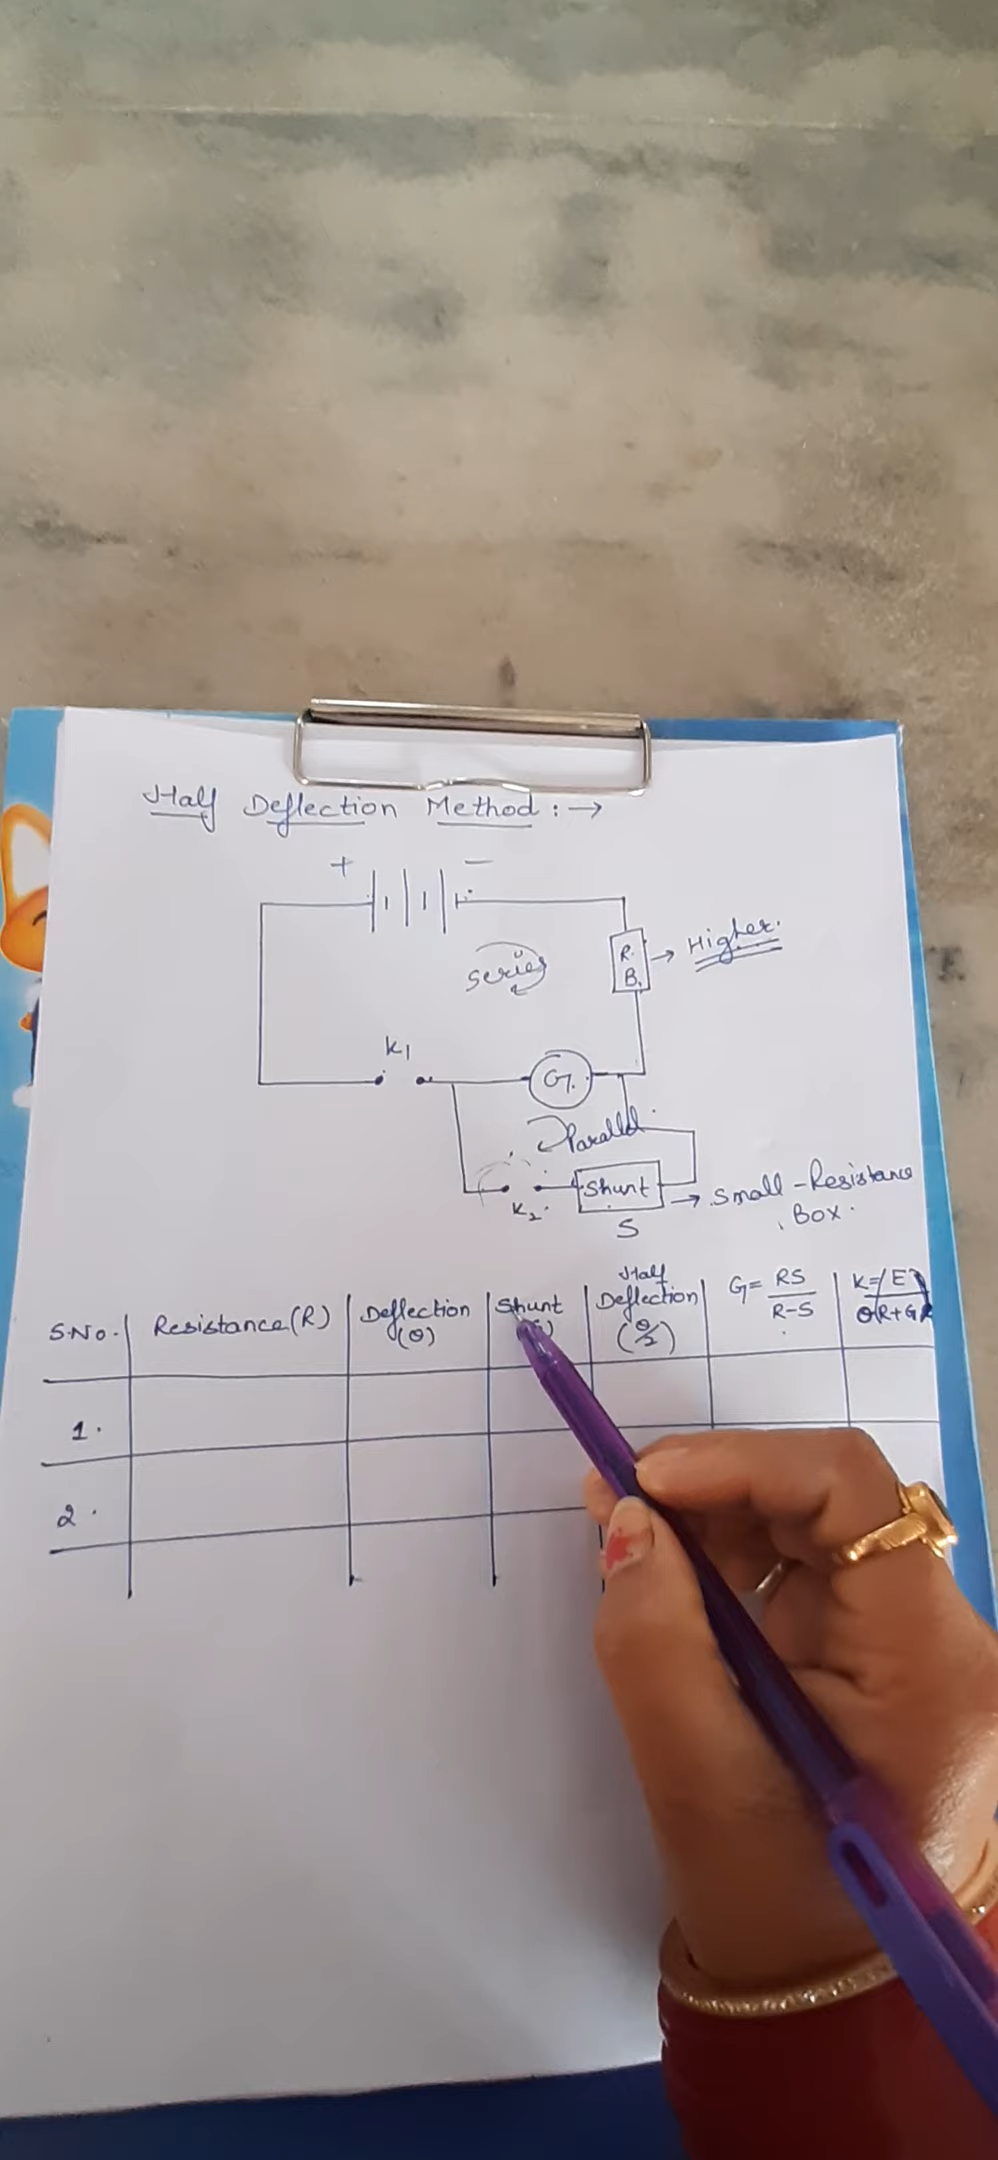 Half Deflection Method :→
+ −
Series
R.
B. → Higher.
K1
G.
Parallel
K2.
Shunt → Small - Resistance
Box.
S
S.No. Resistance (R) Deflection (θ) Shunt Half Deflection (θ/2) G = RS/R-S
1.
2.